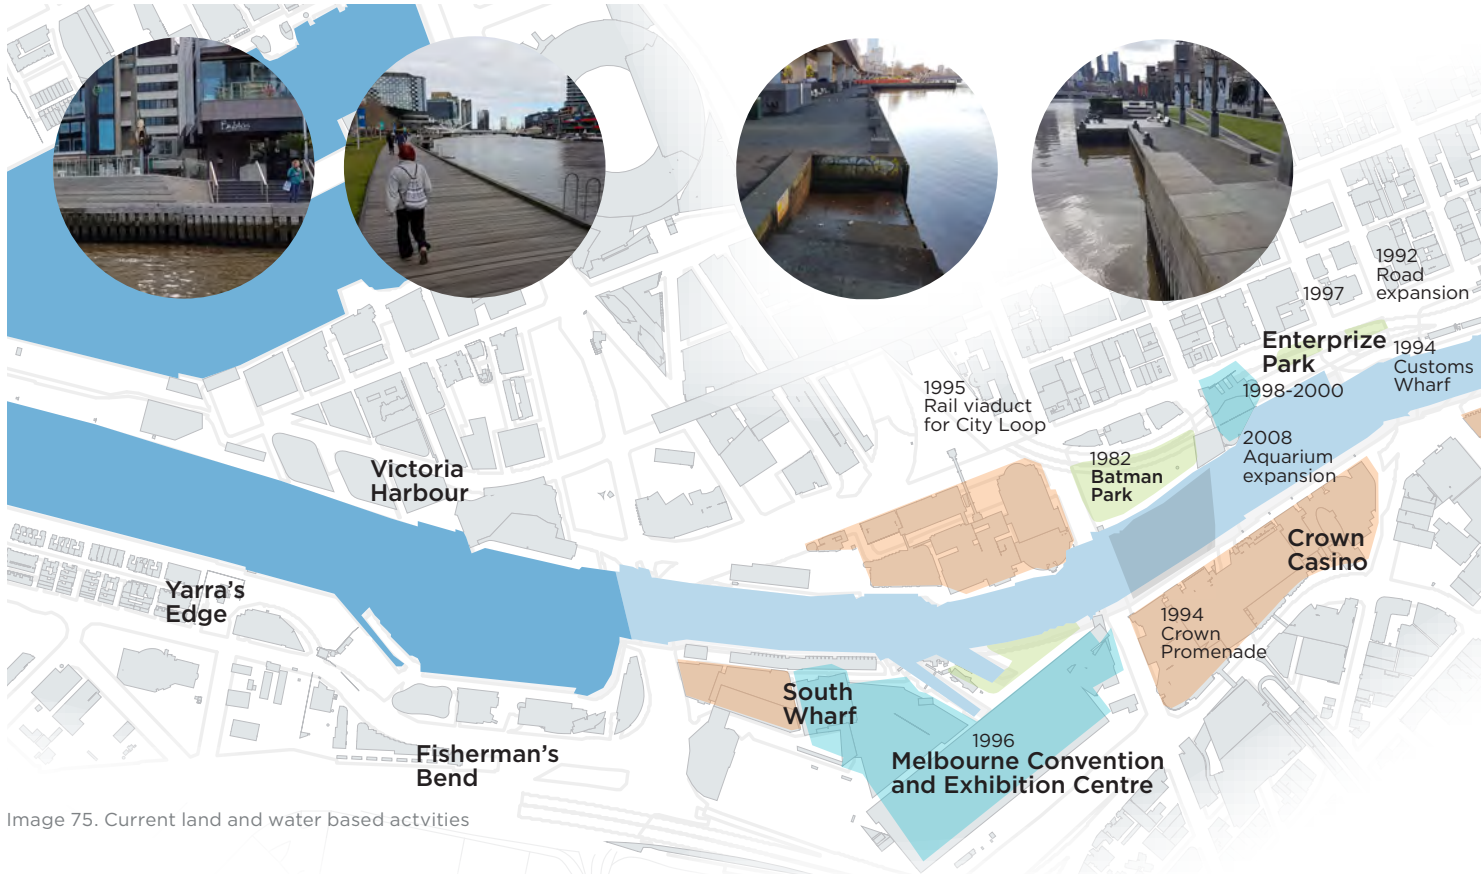 1992
Road
expansion
1997
Enterprize
Park
1994
Customs
Wharf
1998-2000
1995
Rail viaduct
for City Loop
2008
Aquarium
expansion
1982
Batman
Park
Victoria
Harbour
Crown
Casino
Yarra's
Edge
1994
Crown
Promenade
South
Wharf
1996
Melbourne Convention
and Exhibition Centre
Fisherman's
Bend
Image 75. Current land and water based actvities